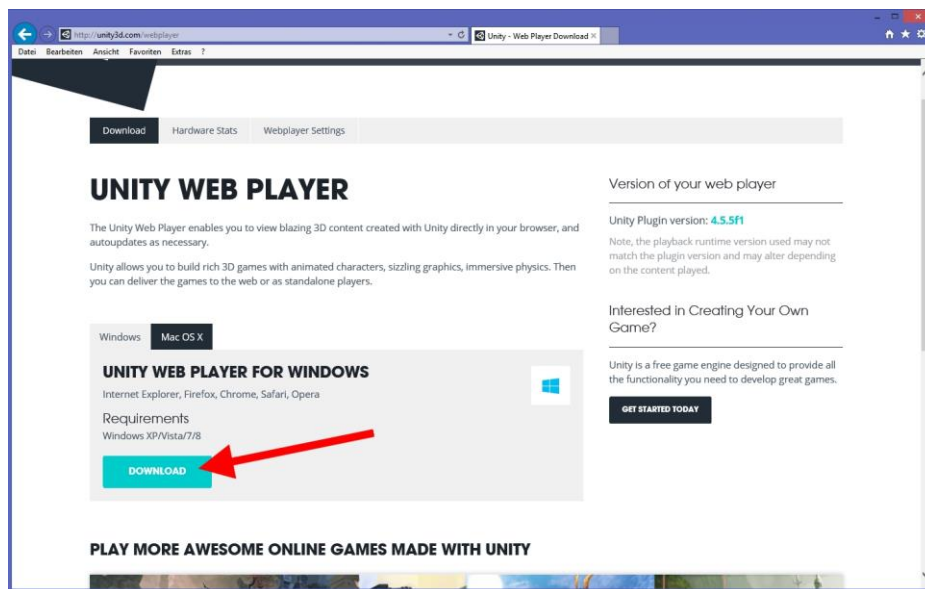 http://unity3d.com/webplayer
Unity - Web Player Download
Datei Bearbeiten Ansicht Favoriten Extras ?
Download Hardware Stats Webplayer Settings
UNITY WEB PLAYER
The Unity Web Player enables you to view blazing 3D content created with Unity directly in your browser, and
autoupdates as necessary.
Unity allows you to build rich 3D games with animated characters, sizzling graphics, immersive physics. Then
you can deliver the games to the web or as standalone players.
Windows Mac OS X
UNITY WEB PLAYER FOR WINDOWS
Internet Explorer, Firefox, Chrome, Safari, Opera
Requirements
Windows XP/Vista/7/8
DOWNLOAD
Version of your web player
Unity Plugin version: 4.5.5f1
Note, the playback runtime version used may not
match the plugin version and may alter depending
on the content played.
Interested in Creating Your Own
Game?
Unity is a free game engine designed to provide all
the functionality you need to develop great games.
GET STARTED TODAY
PLAY MORE AWESOME ONLINE GAMES MADE WITH UNITY